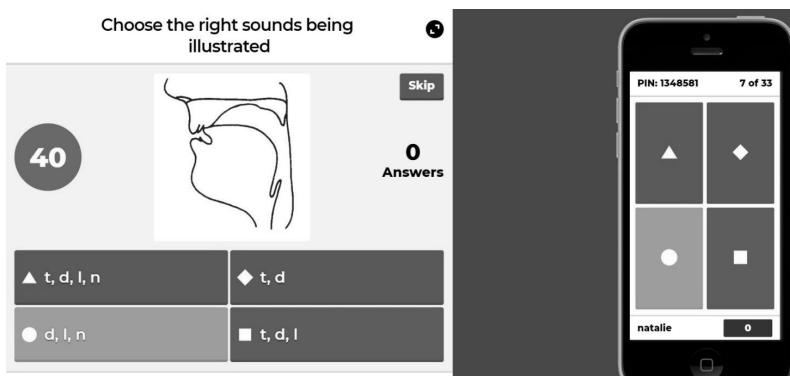 Choose the right sounds being
illustrated
Skip
40
0
Answers
t, d, l, n
t, d
d, l, n
t, d, l
PIN: 1348581 7 of 33
natalie 0